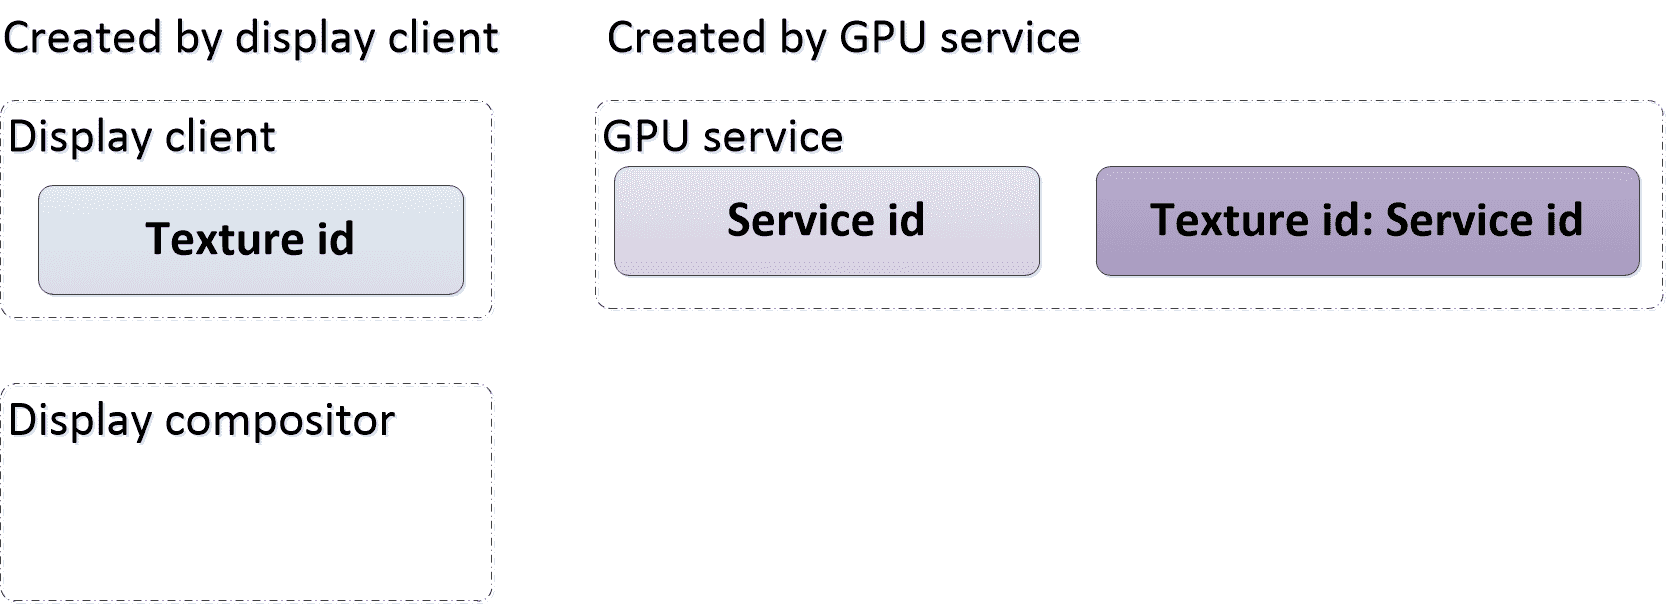 Created by display client
Created by GPU service
Display client
Texture id
GPU service
Service id
Texture id: Service id
Display compositor